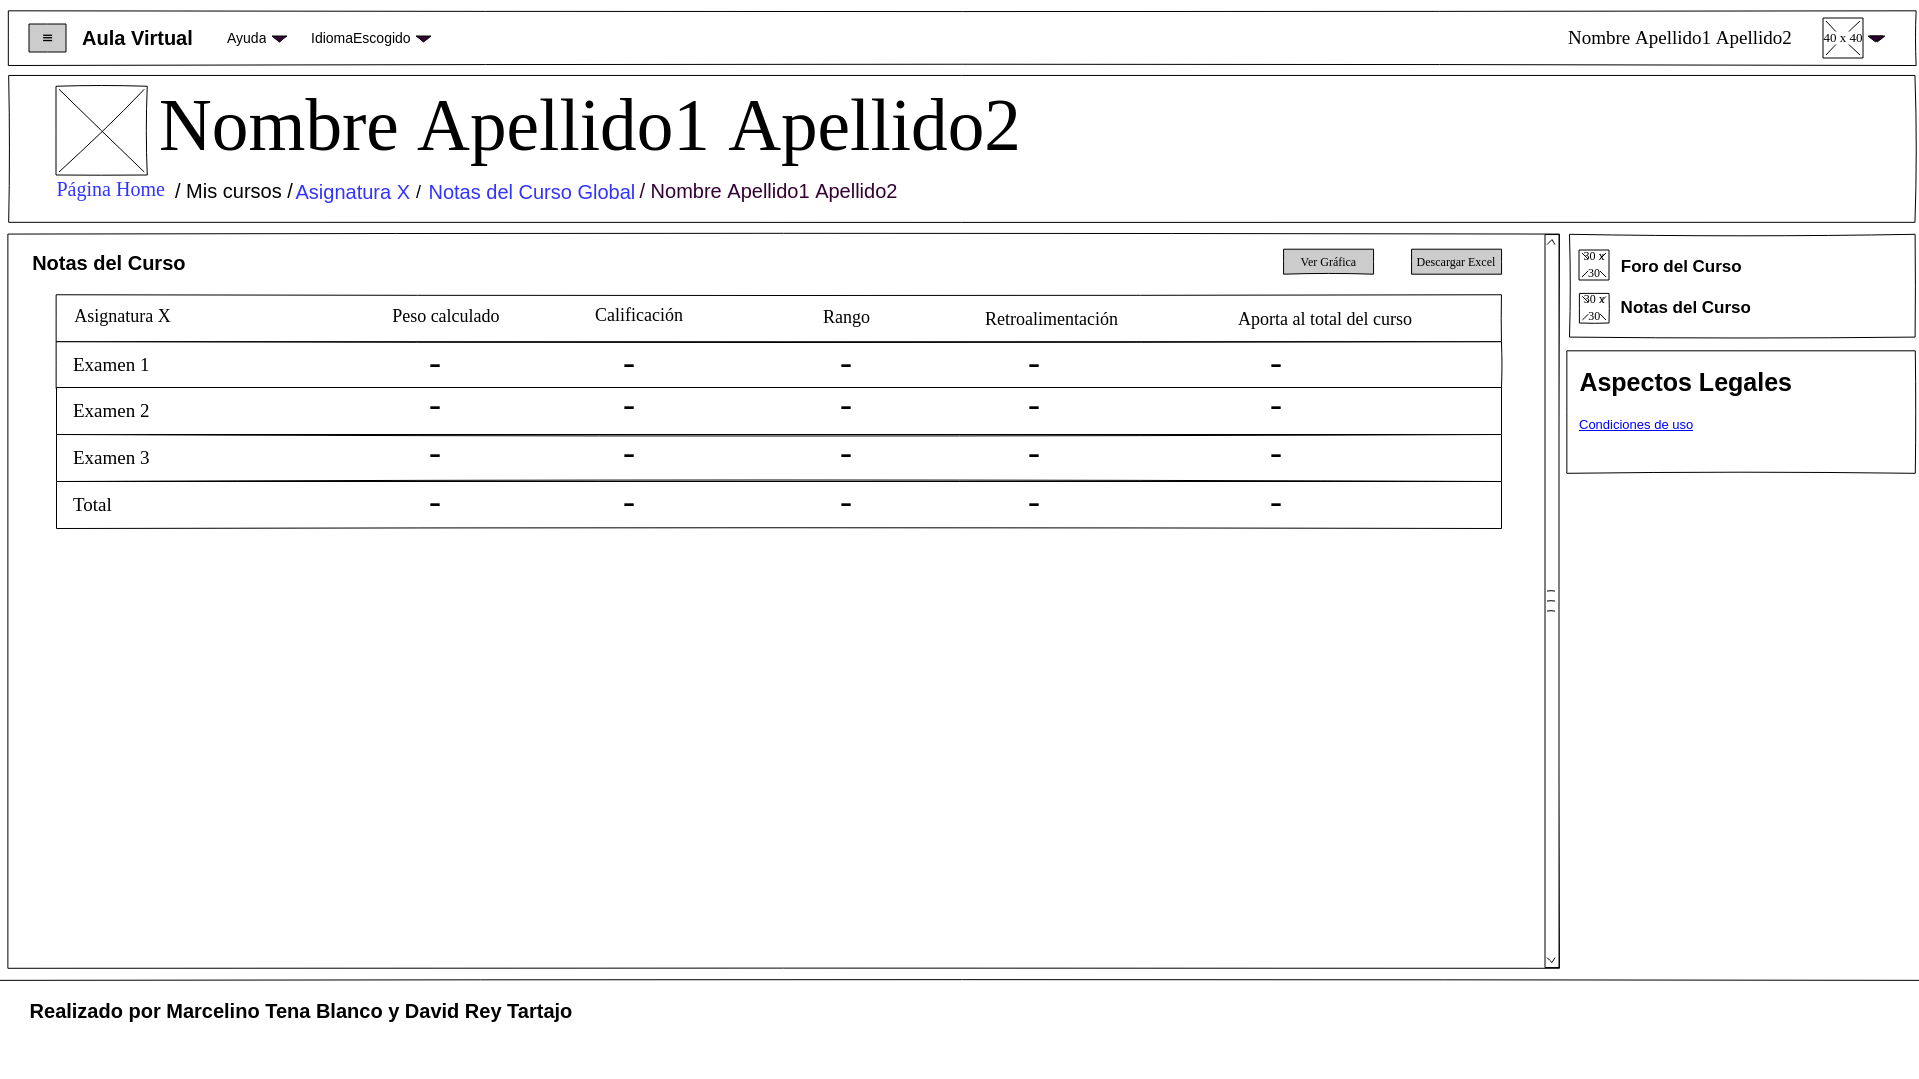 ≡ Aula Virtual Ayuda IdiomaEscogido Nombre Apellido1 Apellido2 40 x 40
Nombre Apellido1 Apellido2
Página Home / Mis cursos / Asignatura X / Notas del Curso Global / Nombre Apellido1 Apellido2
Notas del Curso Ver Gráfica Descargar Excel
Asignatura X Peso calculado Calificación Rango Retroalimentación Aporta al total del curso
Examen 1 - - - - -
Examen 2 - - - - -
Examen 3 - - - - -
Total - - - - -
30 x
30
Foro del Curso
30 x
30
Notas del Curso
Aspectos Legales
Condiciones de uso
Realizado por Marcelino Tena Blanco y David Rey Tartajo